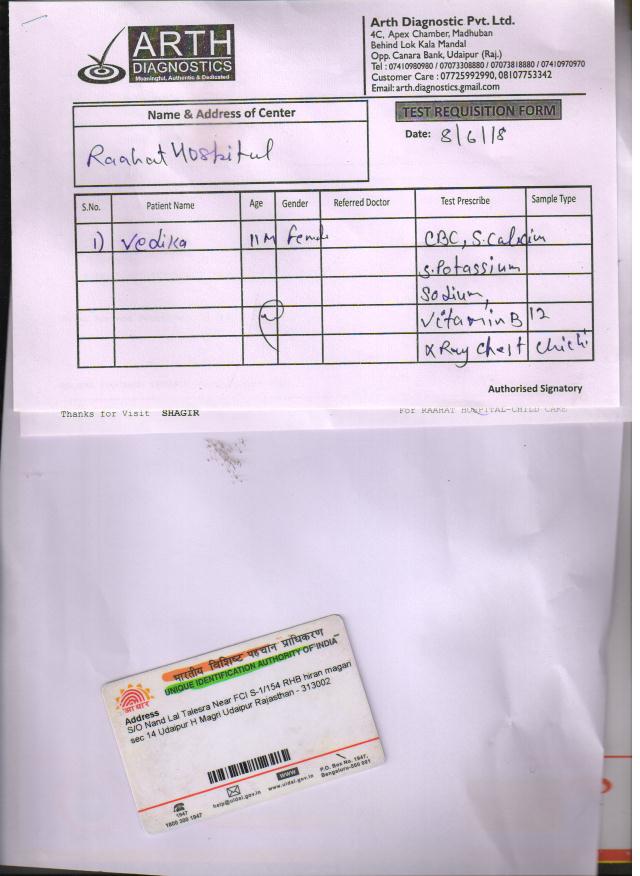 ARTH
DIAGNOSTICS
Meaningful, Authentic & Dedicated
Arth Diagnostic Pvt. Ltd.
4C, Apex Chamber, Madhuban
Behind Lok Kala Mandal
Opp. Canara Bank, Udaipur (Raj.)
Tel : 07410980980 / 07073308880 / 07073818880 / 07410970970
Customer Care : 07725992990, 08107753342
Email: arth.diagnostics.gmail.com
Name & Address of Center
Raahat Hospital
TEST REQUISITION FORM
Date: 8/6/18
S.No. Patient Name Age Gender Referred Doctor Test Prescribe Sample Type
1) Vedika 11 M Female CBC, S. Calcium
S. Potassium
Sodium,
Vitamin B 12
X Ray Chest
Authorised Signatory
Thanks for Visit SHAGIR For RAAHAT HOSPITAL-CHILD CARE
भारतीय विशिष्ट पहचान प्राधिकरण
UNIQUE IDENTIFICATION AUTHORITY OF INDIA
आधार
Address
S/O Nand Lal Talesra Near FCI S-1/154 RHB hiran magari
sec 14 Udaipur H Magri Udaipur Rajasthan - 313002
1947
1800 300 1947
help@uidai.gov.in
WWW
www.uidai.gov.in
P.O. Box No. 1947,
Bengaluru-560 001